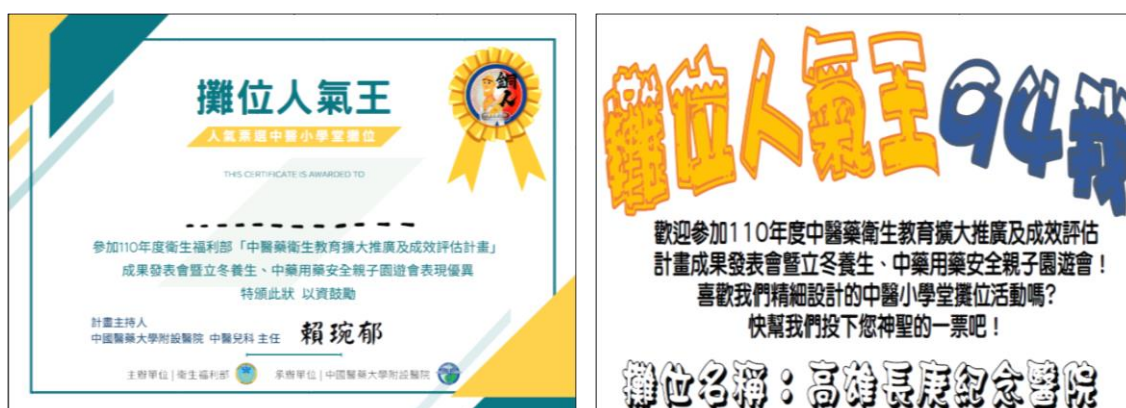 攤位人氣王
人氣票選中醫小學堂攤位
THIS CERTIFICATE IS AWARDED TO
參加110年度衛生福利部「中醫藥衛生教育擴大推廣及成效評估計畫」
成果發表會暨立冬養生、中藥用藥安全親子園遊會表現優異
特頒此狀 以資鼓勵
計畫主持人
中國醫藥大學附設醫院 中醫兒科 主任 賴琬郁
主辦單位 | 衛生福利部 承辦單位 | 中國醫藥大學附設醫院
攤位人氣王94我
歡迎參加110年度中醫藥衛生教育擴大推廣及成效評估
計畫成果發表會暨立冬養生、中藥用藥安全親子園遊會！
喜歡我們精細設計的中醫小學堂攤位活動嗎?
快幫我們投下您神聖的一票吧！
攤位名稱：高雄長庚紀念醫院